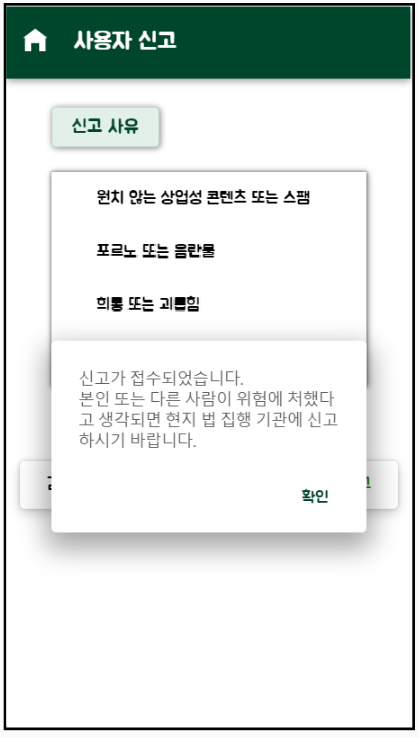 사용자 신고
신고 사유
원치 않는 상업성 콘텐츠 또는 스팸
포르노 또는 음란물
희롱 또는 괴롭힘
신고가 접수되었습니다.
본인 또는 다른 사람이 위험에 처했다
고 생각되면 현지 법 집행 기관에 신고
하시기 바랍니다.
확인